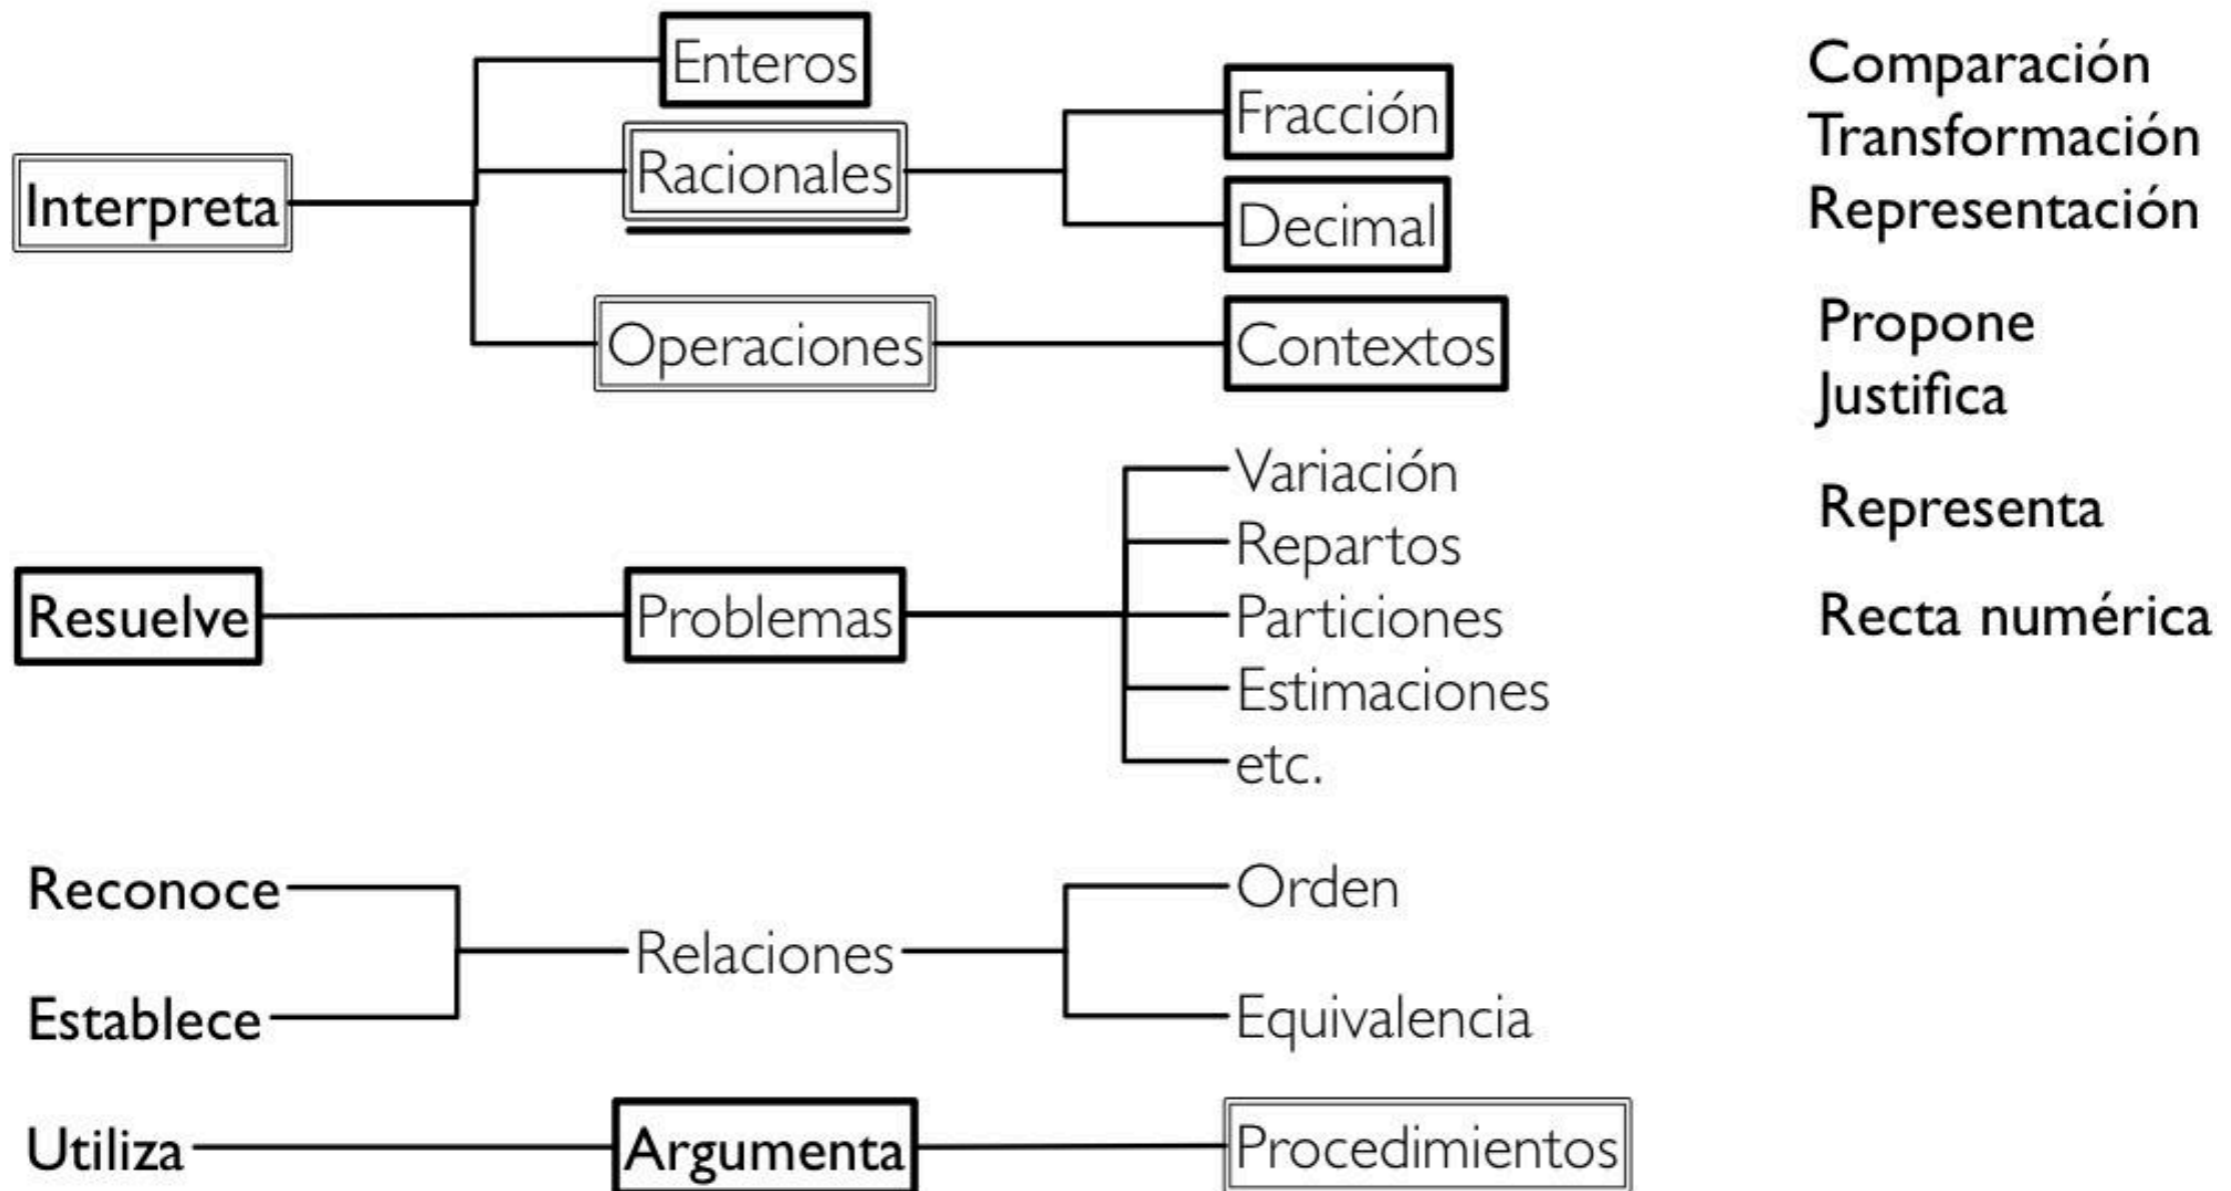 Enteros
Racionales
Interpreta
Operaciones
Fracción
Decimal
Contextos
Resuelve
Problemas
Variación
Repartos
Particiones
Estimaciones
etc.
Reconoce
Establece
Relaciones
Orden
Equivalencia
Utiliza
Argumenta
Procedimientos
Comparación
Transformación
Representación
Propone
Justifica
Representa
Recta numérica